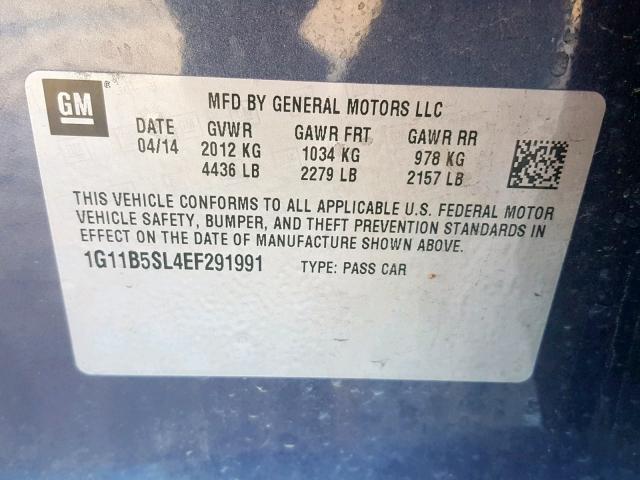 GM ®
MFD BY GENERAL MOTORS LLC
DATE GVWR GAWR FRT GAWR RR
04/14 2012 KG 1034 KG 978 KG
4436 LB 2279 LB 2157 LB
THIS VEHICLE CONFORMS TO ALL APPLICABLE U.S. FEDERAL MOTOR
VEHICLE SAFETY, BUMPER, AND THEFT PREVENTION STANDARDS IN
EFFECT ON THE DATE OF MANUFACTURE SHOWN ABOVE.
1G11B5SL4EF291991 TYPE: PASS CAR